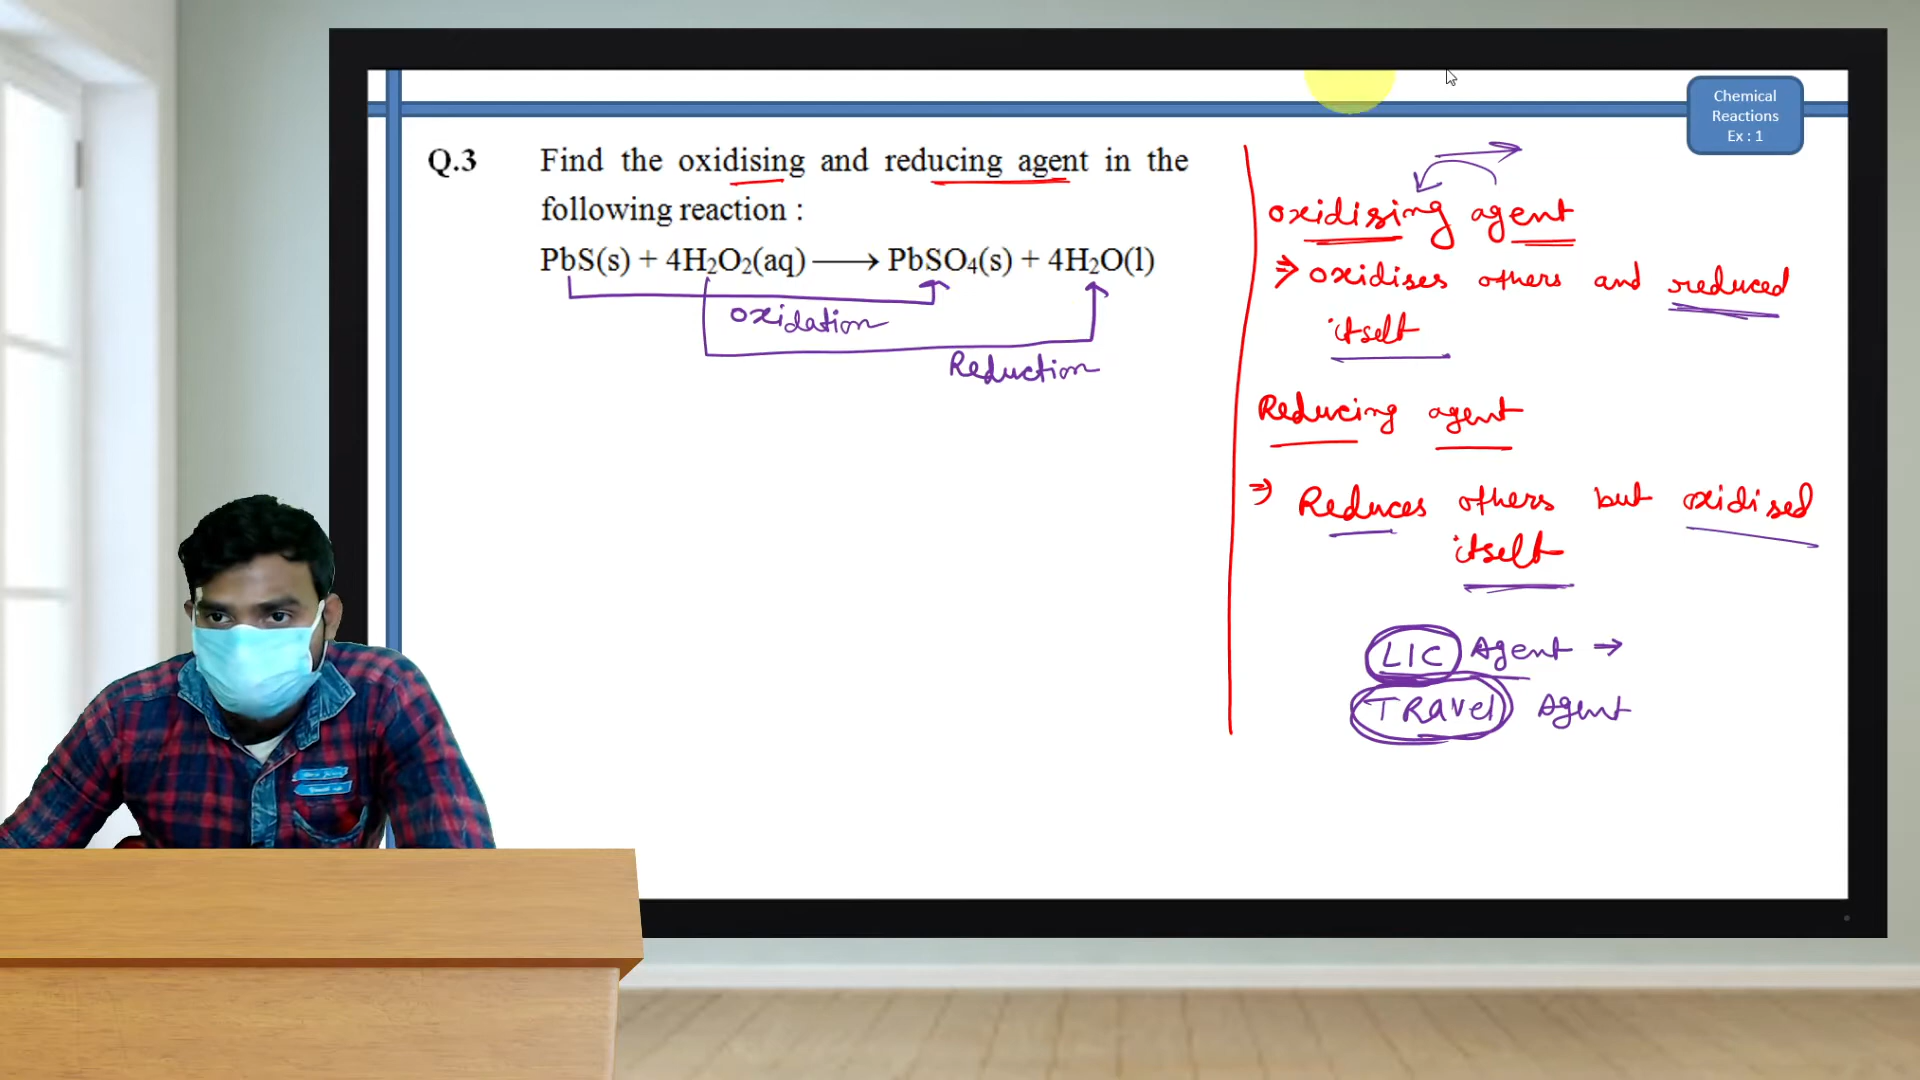 Chemical
Reactions
Ex : 1
Q.3 Find the oxidising and reducing agent in the
following reaction :
PbS(s) + 4H₂O₂(aq) ⟶ PbSO₄(s) + 4H₂O(l)
oxidation
Reduction
oxidising agent
⇒ oxidises others and reduced
itself
Reducing agent
⇒ Reduces others but oxidised
itself
LIC Agent →
TRavel Agent